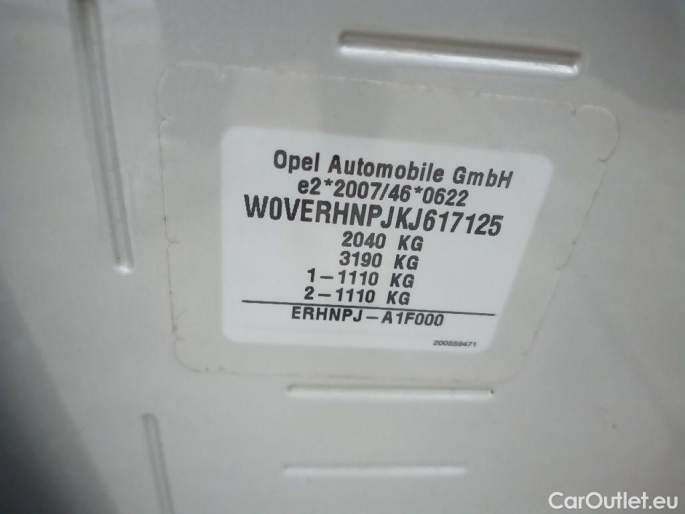 Opel Automobile GmbH
e2*2007/46*0622
W0VERHNPJKJ617125
2040 KG
3190 KG
1-1110 KG
2-1110 KG
ERHNPJ-A1F000
200559471
CarOutlet.eu